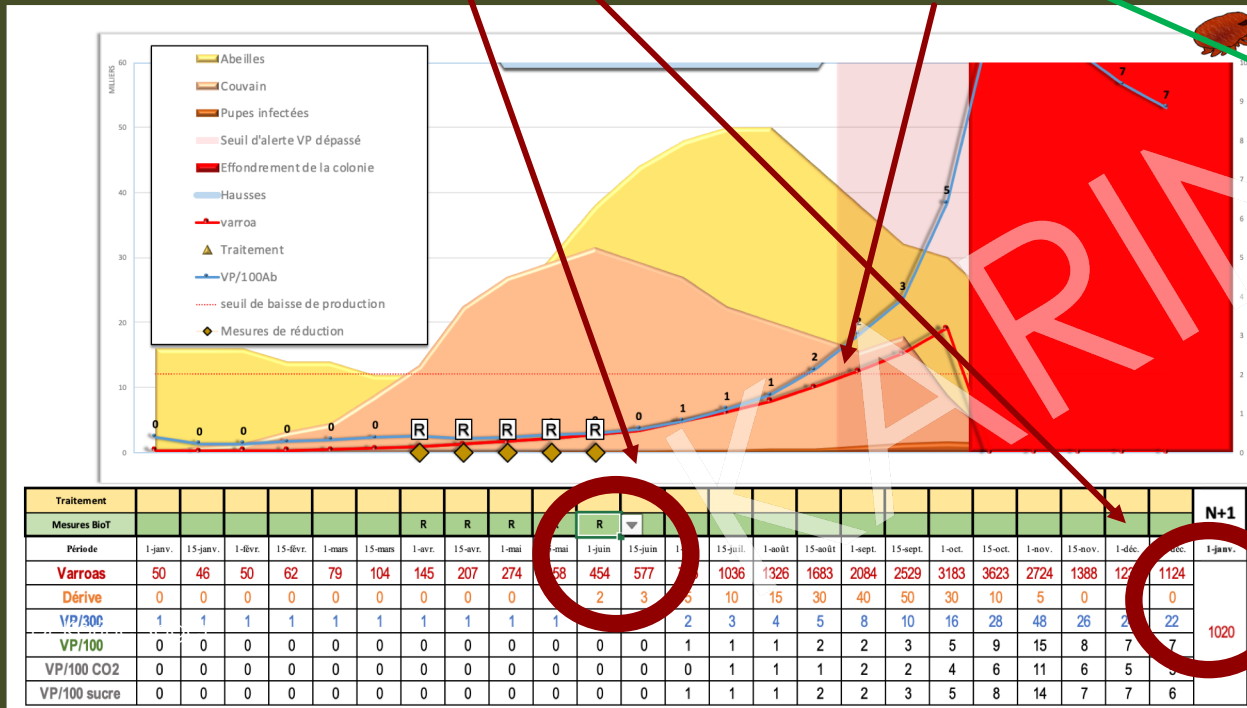 MILLIERS
60
50
40
30
20
10
0
Abeilles
Couvain
Pupes infectées
Seuil d'alerte VP dépassé
Effondrement de la colonie
Hausses
varroa
Traitement
VP/100Ab
seuil de baisse de production
Mesures de réduction
0 0 0 0 0 0 R R R R R 0 1 1 1 2 2 3 5 7 7
9
8
7
6
5
4
3
2
1
0
KARIN
Traitement
Mesures BioT R R R R N+1
Période 1-janv. 15-janv. 1-févr. 15-févr. 1-mars 15-mars 1-avr. 15-avr. 1-mai 1-juin 15-juin 15-juil. 1-août 15-août 1-sept. 15-sept. 1-oct. 15-oct. 1-nov. 15-nov. 1-déc. 1-janv.
Varroas 50 46 50 62 79 104 145 207 274 454 577 1036 1326 1683 2084 2529 3183 3623 2724 1388 1124 1020
Dérive 0 0 0 0 0 0 0 0 0 0 2 3 10 15 30 40 50 30 10 5 0 0
VP/300 1 1 1 1 1 1 1 1 1 1 2 3 4 5 8 10 16 28 48 26 22
VP/100 0 0 0 0 0 0 0 0 0 0 0 0 1 1 1 2 2 3 5 9 15 8 7 7
VP/100 CO2 0 0 0 0 0 0 0 0 0 0 0 0 0 1 1 1 2 2 4 6 11 6 5
VP/100 sucre 0 0 0 0 0 0 0 0 0 0 0 0 1 1 1 2 2 3 5 8 14 7 7 6